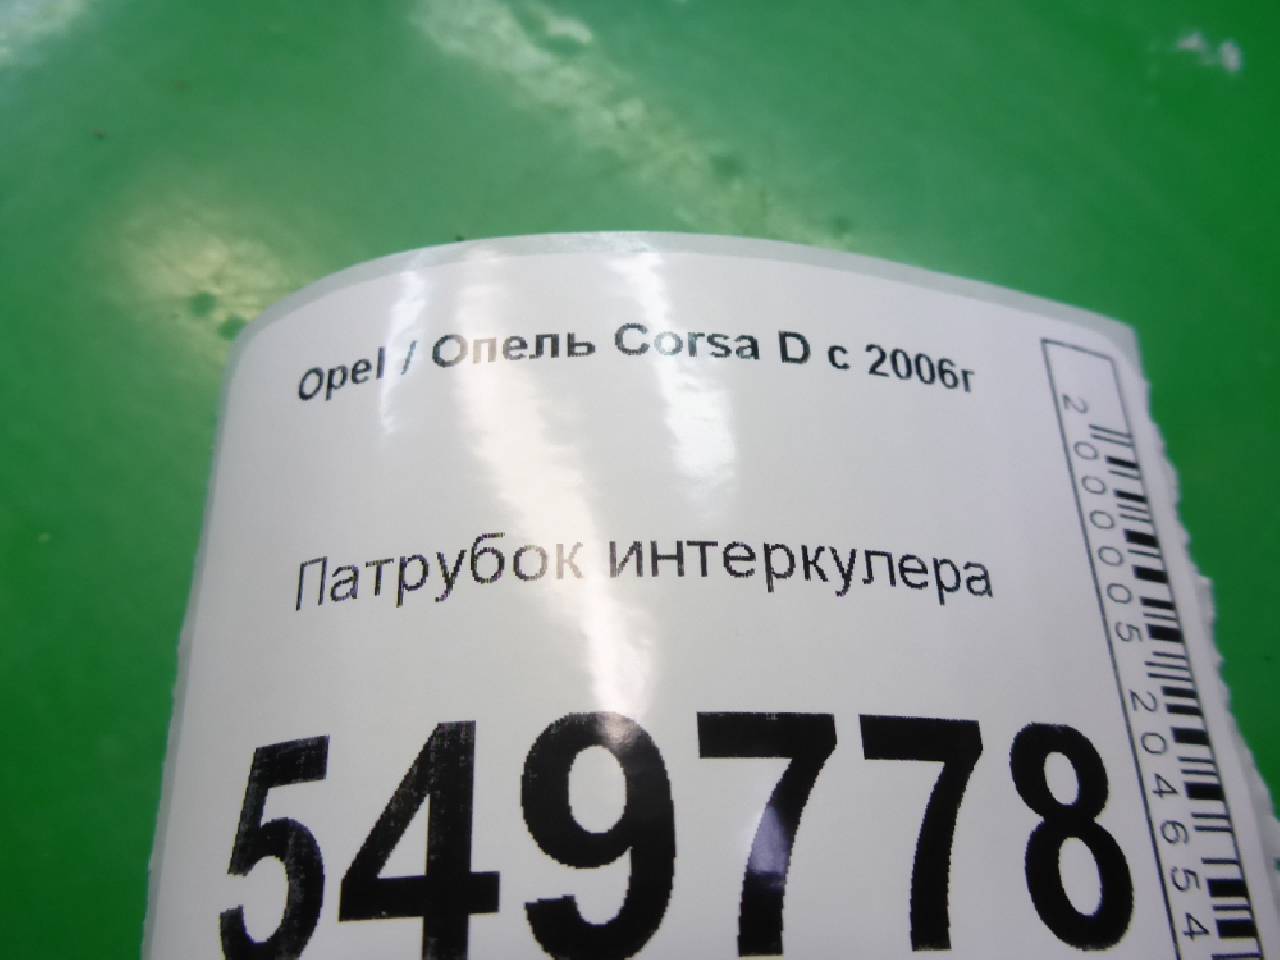 Opel / Опель Corsa D с 2006г
Патрубок интеркулера
549778
2000005204654